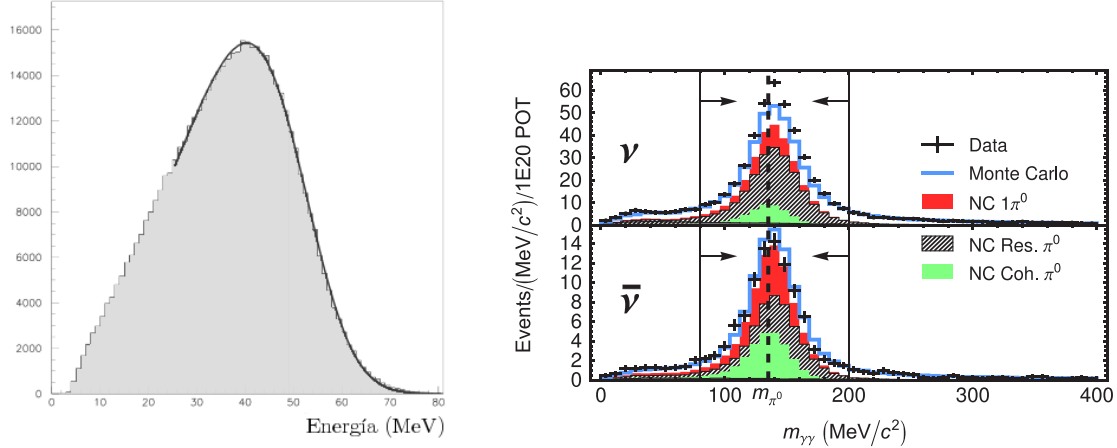 16000
14000
12000
10000
8000
6000
4000
2000
0
0 10 20 30 40 50 60 70 80
Energía (MeV)
Events/(MeV/c²)/1E20 POT
60
50
40
30
20
10
0
ν
14
12
10
8
6
4
2
0
ν̅
Data
Monte Carlo
NC 1π⁰
NC Res. π⁰
NC Coh. π⁰
0 100 m_π⁰ 200 300 400
m_γγ (MeV/c²)